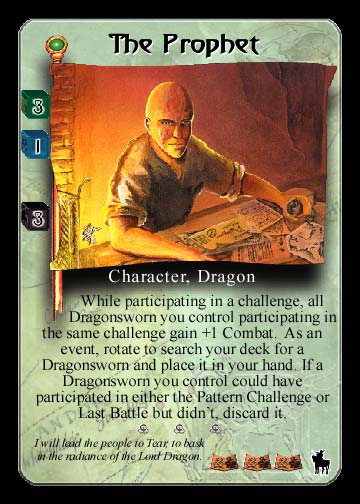 The Prophet
3
1
3
Character, Dragon
While participating in a challenge, all
Dragonsworn you control participating in
the same challenge gain +1 Combat. As an
event, rotate to search your deck for a
Dragonsworn and place it in your hand. If a
Dragonsworn you control could have
participated in either the Pattern Challenge or
Last Battle but didn't, discard it.
I will lead the people to Tear, to bask
in the radiance of the Lord Dragon.